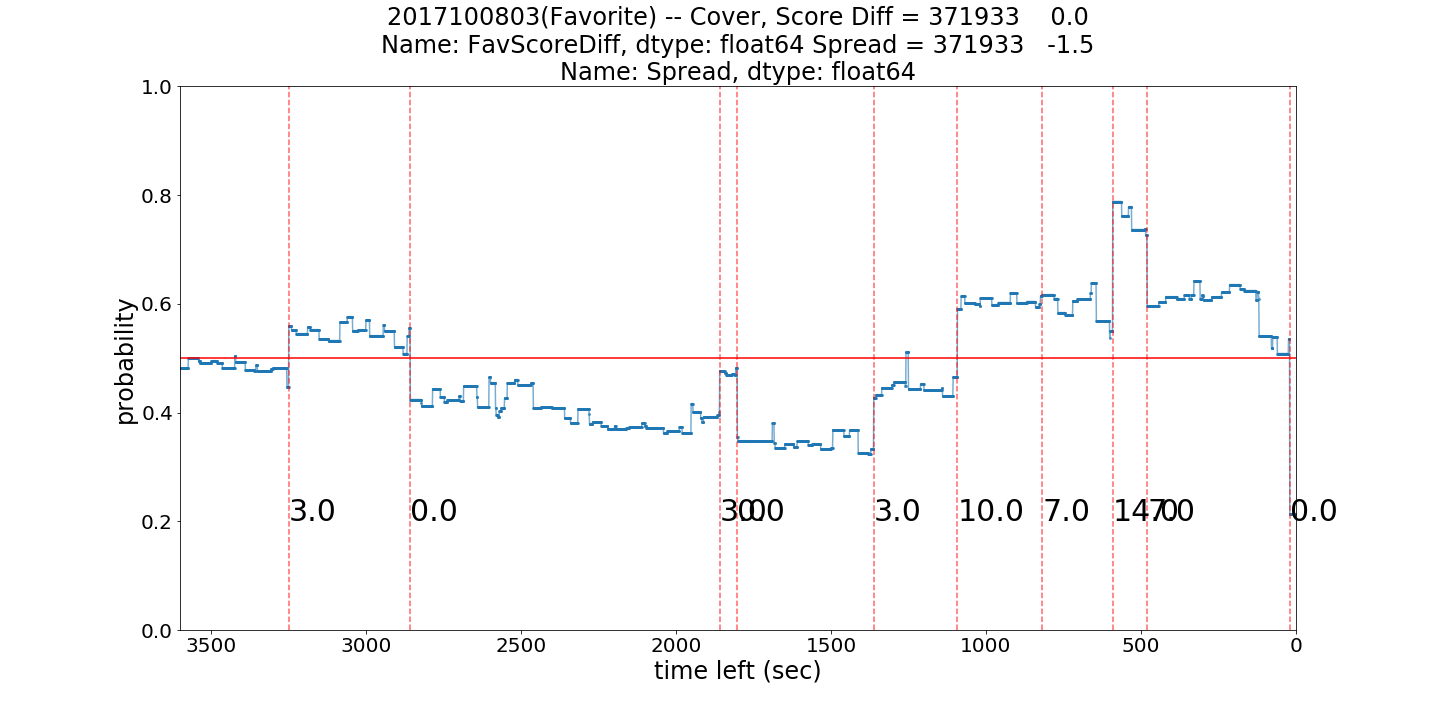 2017100803(Favorite) -- Cover, Score Diff = 371933    0.0
Name: FavScoreDiff, dtype: float64 Spread = 371933   -1.5
Name: Spread, dtype: float64
1.0
0.8
0.6
0.4
0.2
0.0
probability
3.0 0.0 3.0 0.0 3.0 10.0 7.0 14.0 7.0 0.0
3500 3000 2500 2000 1500 1000 500 0
time left (sec)